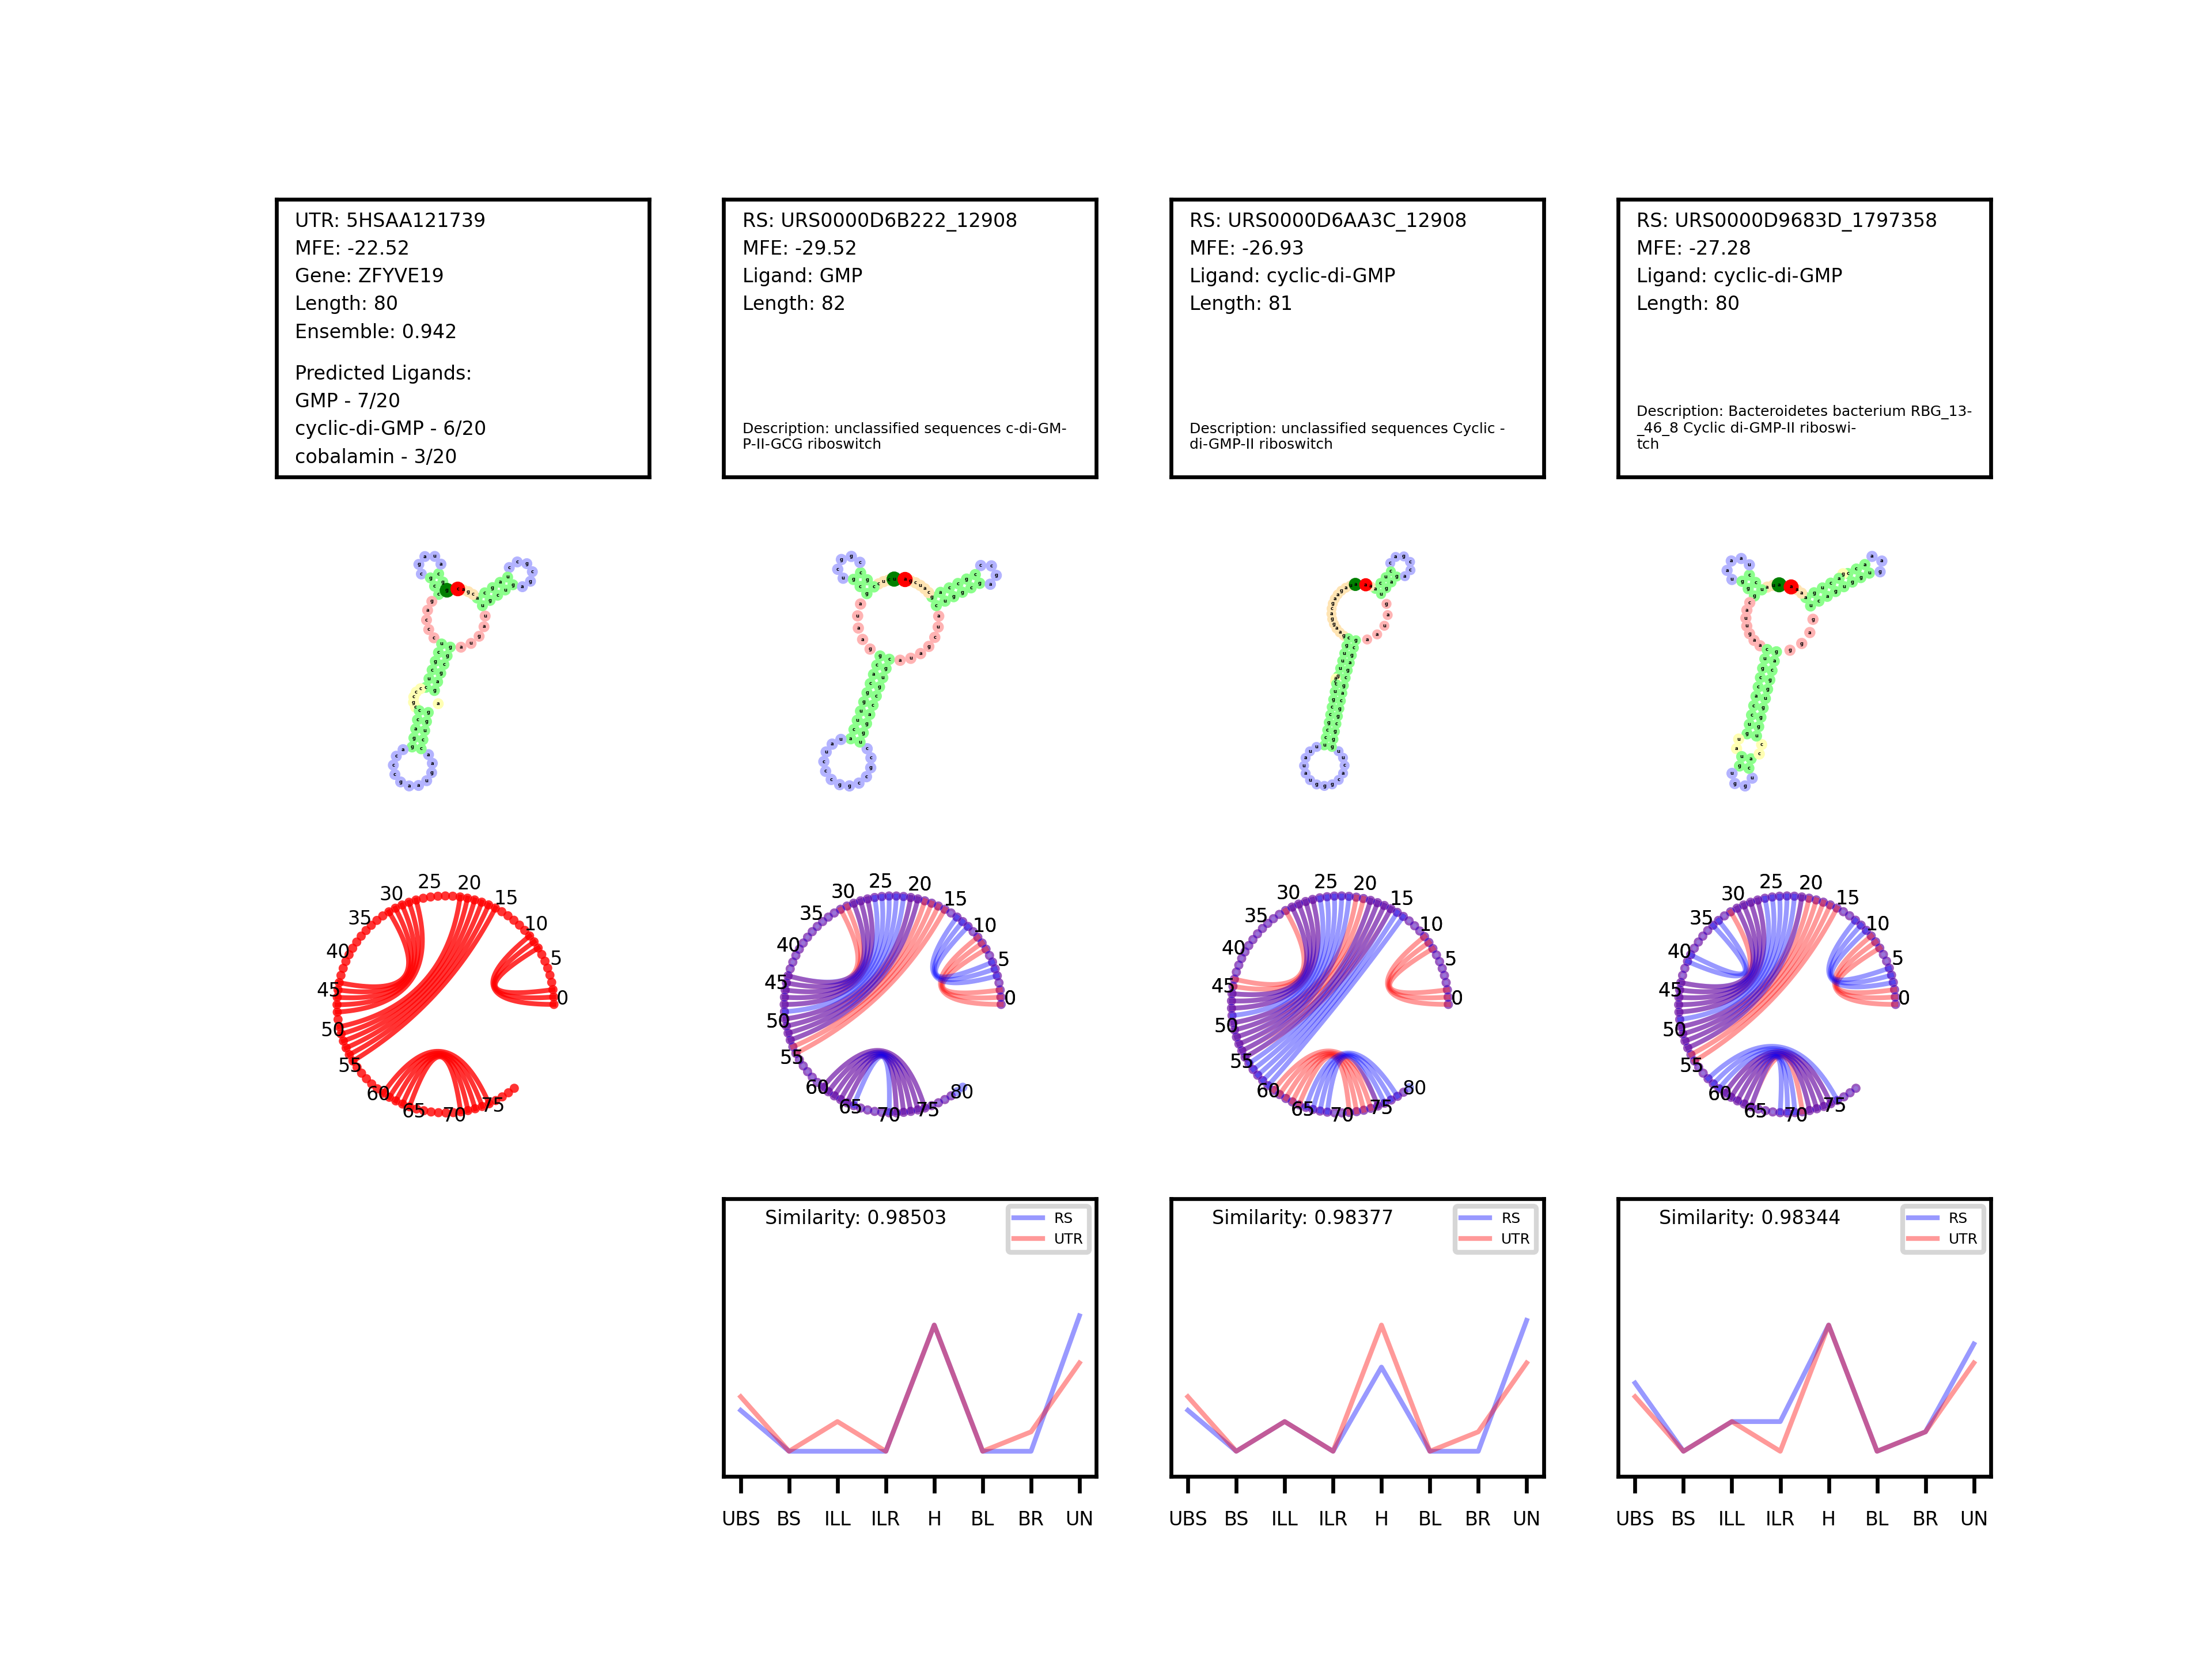 UTR: 5HSAA121739
MFE: -22.52
Gene: ZFYVE19
Length: 80
Ensemble: 0.942
Predicted Ligands:
GMP - 7/20
cyclic-di-GMP - 6/20
cobalamin - 3/20
RS: URS0000D6B222_12908
MFE: -29.52
Ligand: GMP
Length: 82
Description: unclassified sequences c-di-GM-
P-II-GCG riboswitch
RS: URS0000D6AA3C_12908
MFE: -26.93
Ligand: cyclic-di-GMP
Length: 81
Description: unclassified sequences Cyclic -
di-GMP-II riboswitch
RS: URS0000D9683D_1797358
MFE: -27.28
Ligand: cyclic-di-GMP
Length: 80
Description: Bacteroidetes bacterium RBG_13-
_46_8 Cyclic di-GMP-II riboswi-
tch
0 5 10 15 20 25 30 35 40 45 50 55 60 65 70 75
0 5 10 15 20 25 30 35 40 45 50 55 60 65 70 75 80
0 5 10 15 20 25 30 35 40 45 50 55 60 65 70 75 80
0 5 10 15 20 25 30 35 40 45 50 55 60 65 70 75
Similarity: 0.98503
RS
UTR
UBS BS ILL ILR H BL BR UN
Similarity: 0.98377
RS
UTR
UBS BS ILL ILR H BL BR UN
Similarity: 0.98344
RS
UTR
UBS BS ILL ILR H BL BR UN